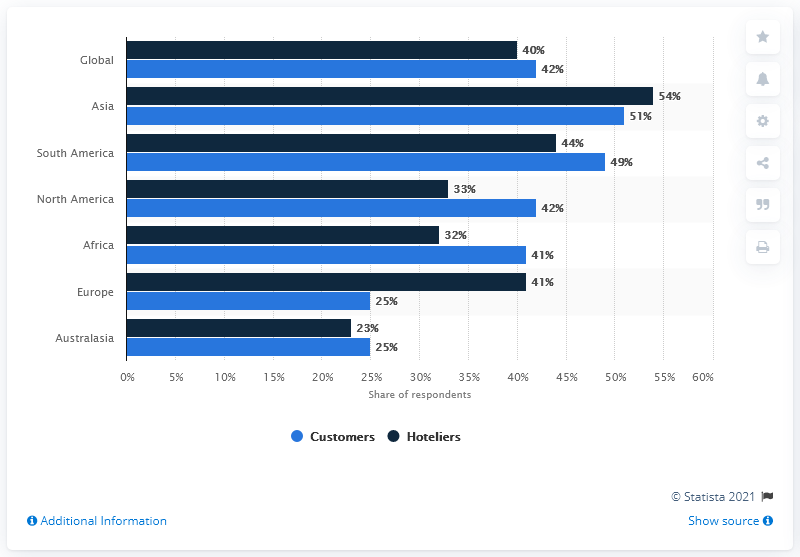 Global
40%
42%
Asia
54%
51%
South America
44%
49%
North America
33%
42%
Africa
32%
41%
Europe
41%
25%
Australasia
23%
25%
0% 5% 10% 15% 20% 25% 30% 35% 40% 45% 50% 55% 60%
Share of respondents
Customers Hoteliers
© Statista 2021
Additional Information Show source